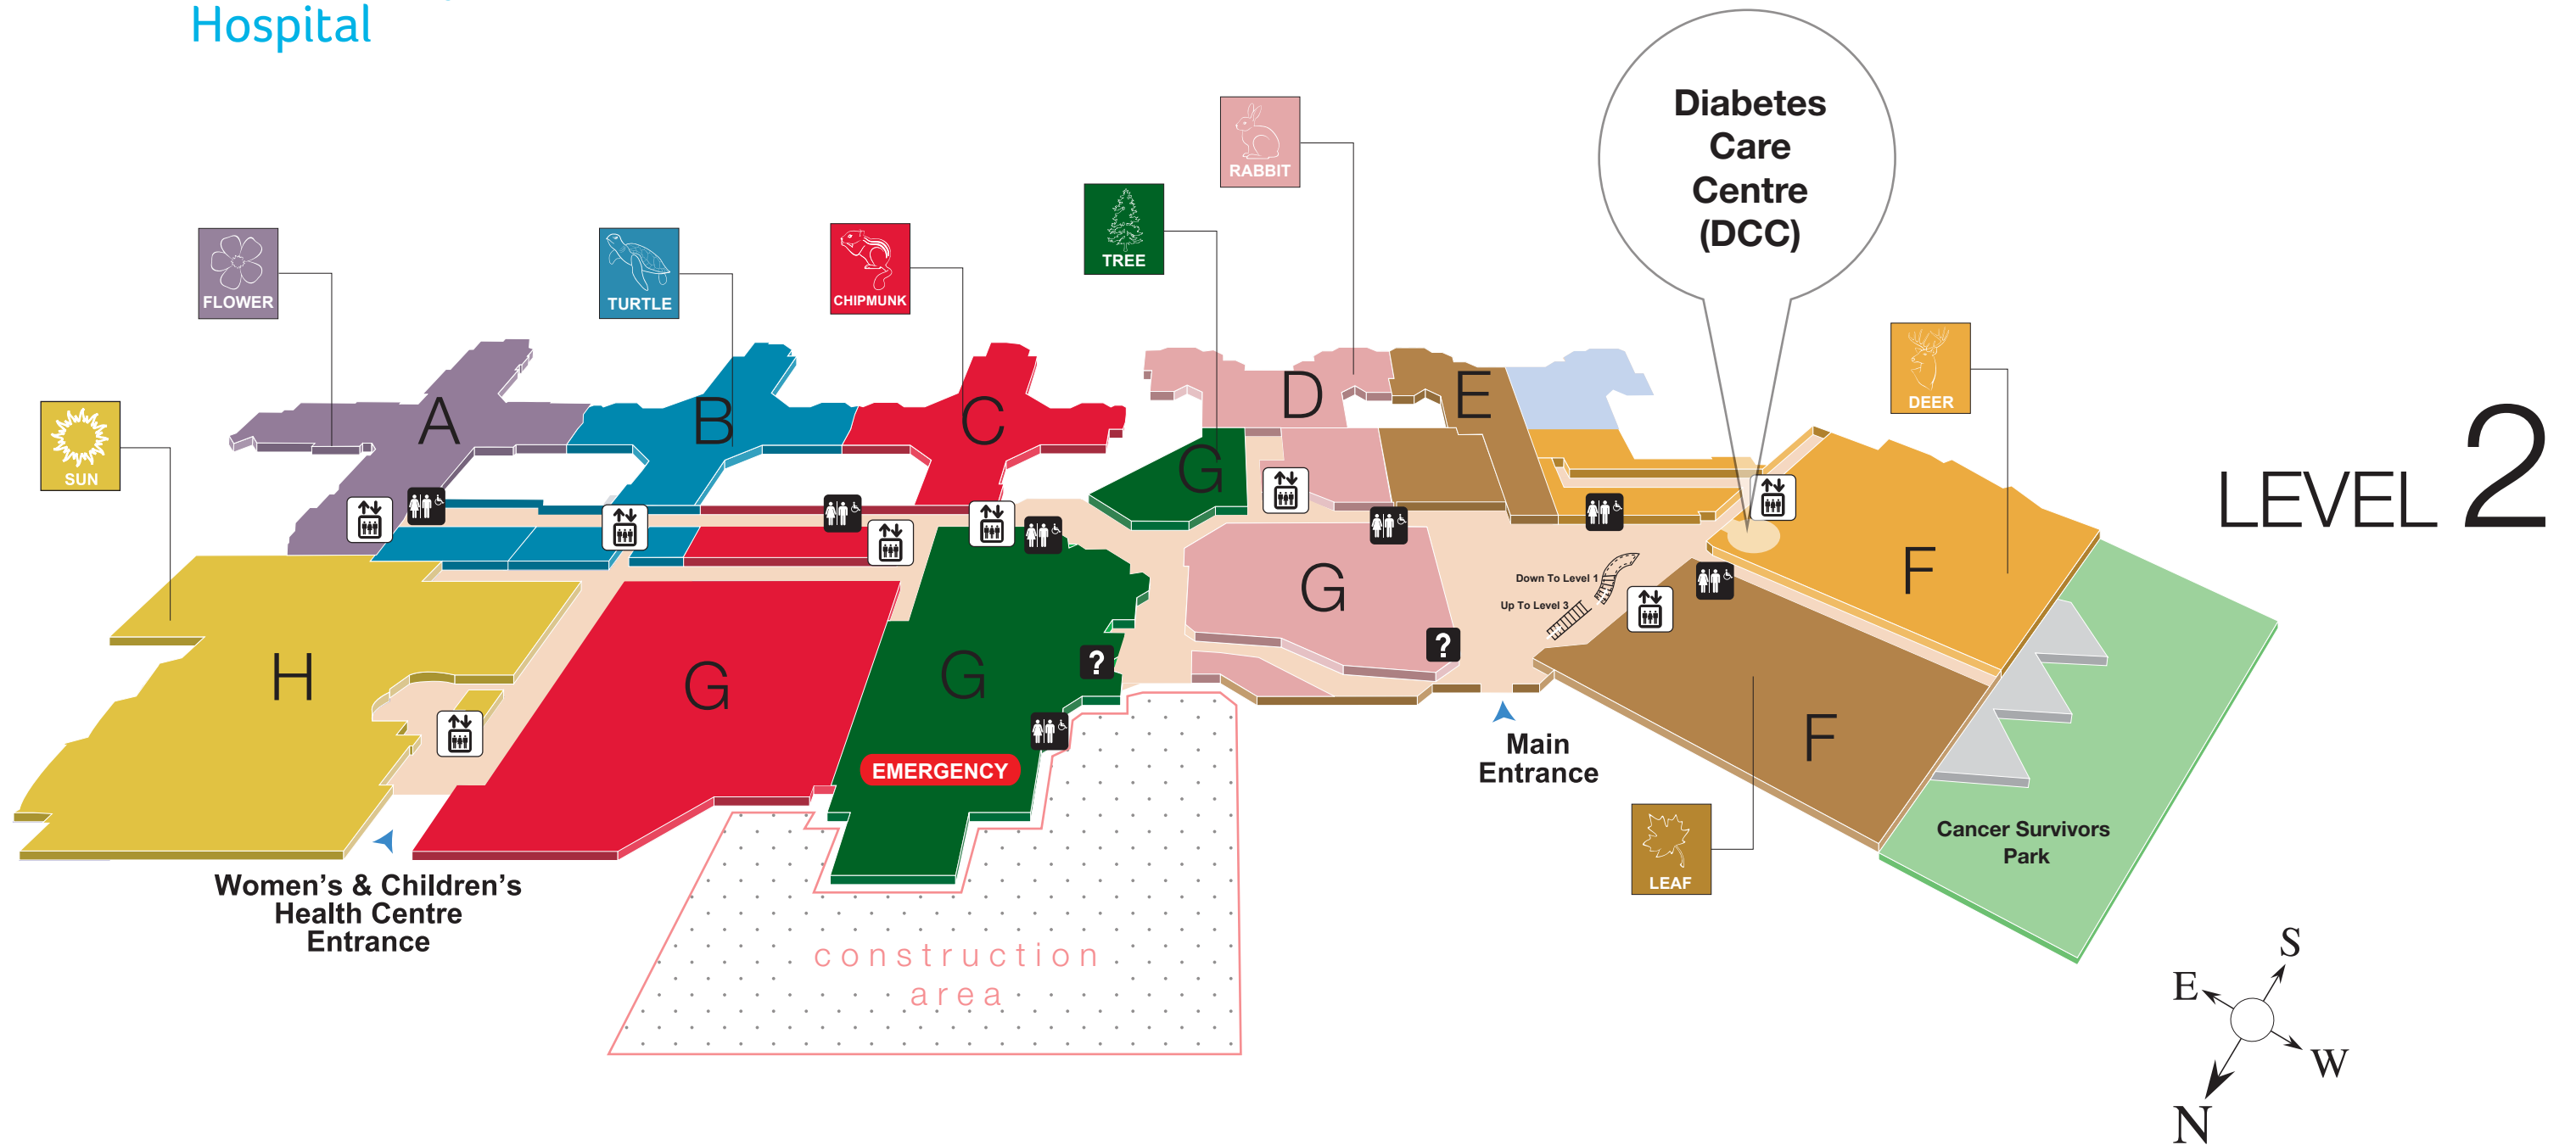 Hospital
Diabetes
Care
Centre
(DCC)
RABBIT
TREE
FLOWER
TURTLE
CHIPMUNK
DEER
SUN
LEVEL 2
A
B
C
D
E
G
F
G
H
G
G
F
Down To Level 1
Up To Level 3
?
?
EMERGENCY
Main
Entrance
LEAF
Cancer Survivors
Park
Women's & Children's
Health Centre
Entrance
construction
area
S
E
W
N